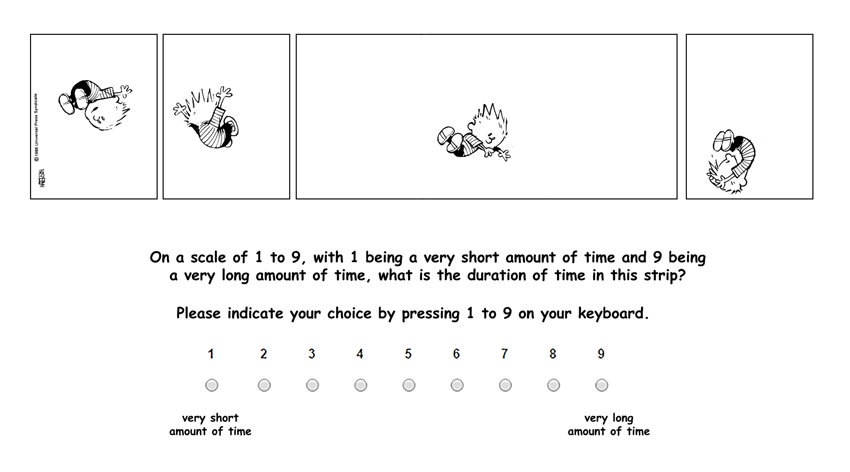 © 1988 Universal Press Syndicate
On a scale of 1 to 9, with 1 being a very short amount of time and 9 being
a very long amount of time, what is the duration of time in this strip?
Please indicate your choice by pressing 1 to 9 on your keyboard.
1 2 3 4 5 6 7 8 9
very short very long
amount of time amount of time